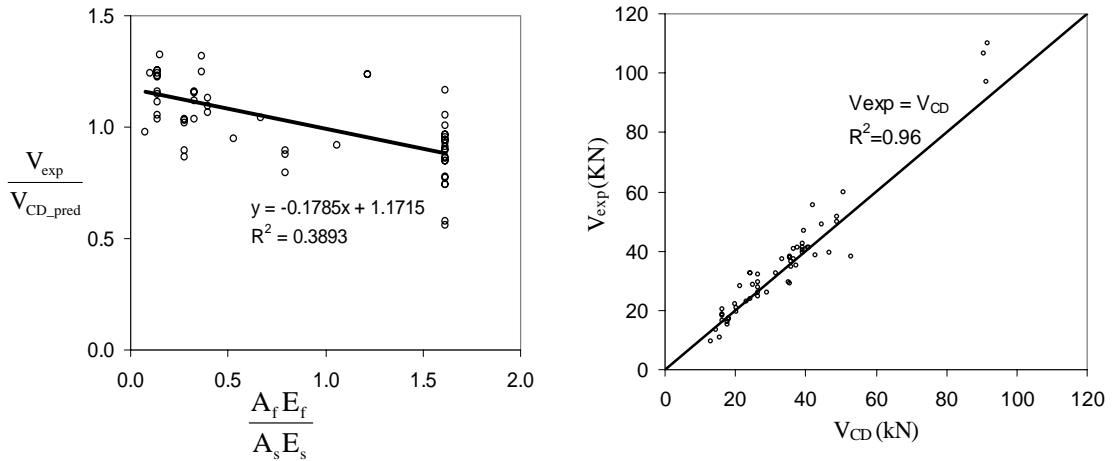 1.5
1.0
0.5
0.0
V_exp
V_CD_pred
y = -0.1785x + 1.1715
R² = 0.3893
0.0 0.5 1.0 1.5 2.0
A_f E_f
A_s E_s
120
100
80
60
40
20
0
V_exp (KN)
Vexp = V_CD
R²=0.96
0 20 40 60 80 100 120
V_CD (kN)